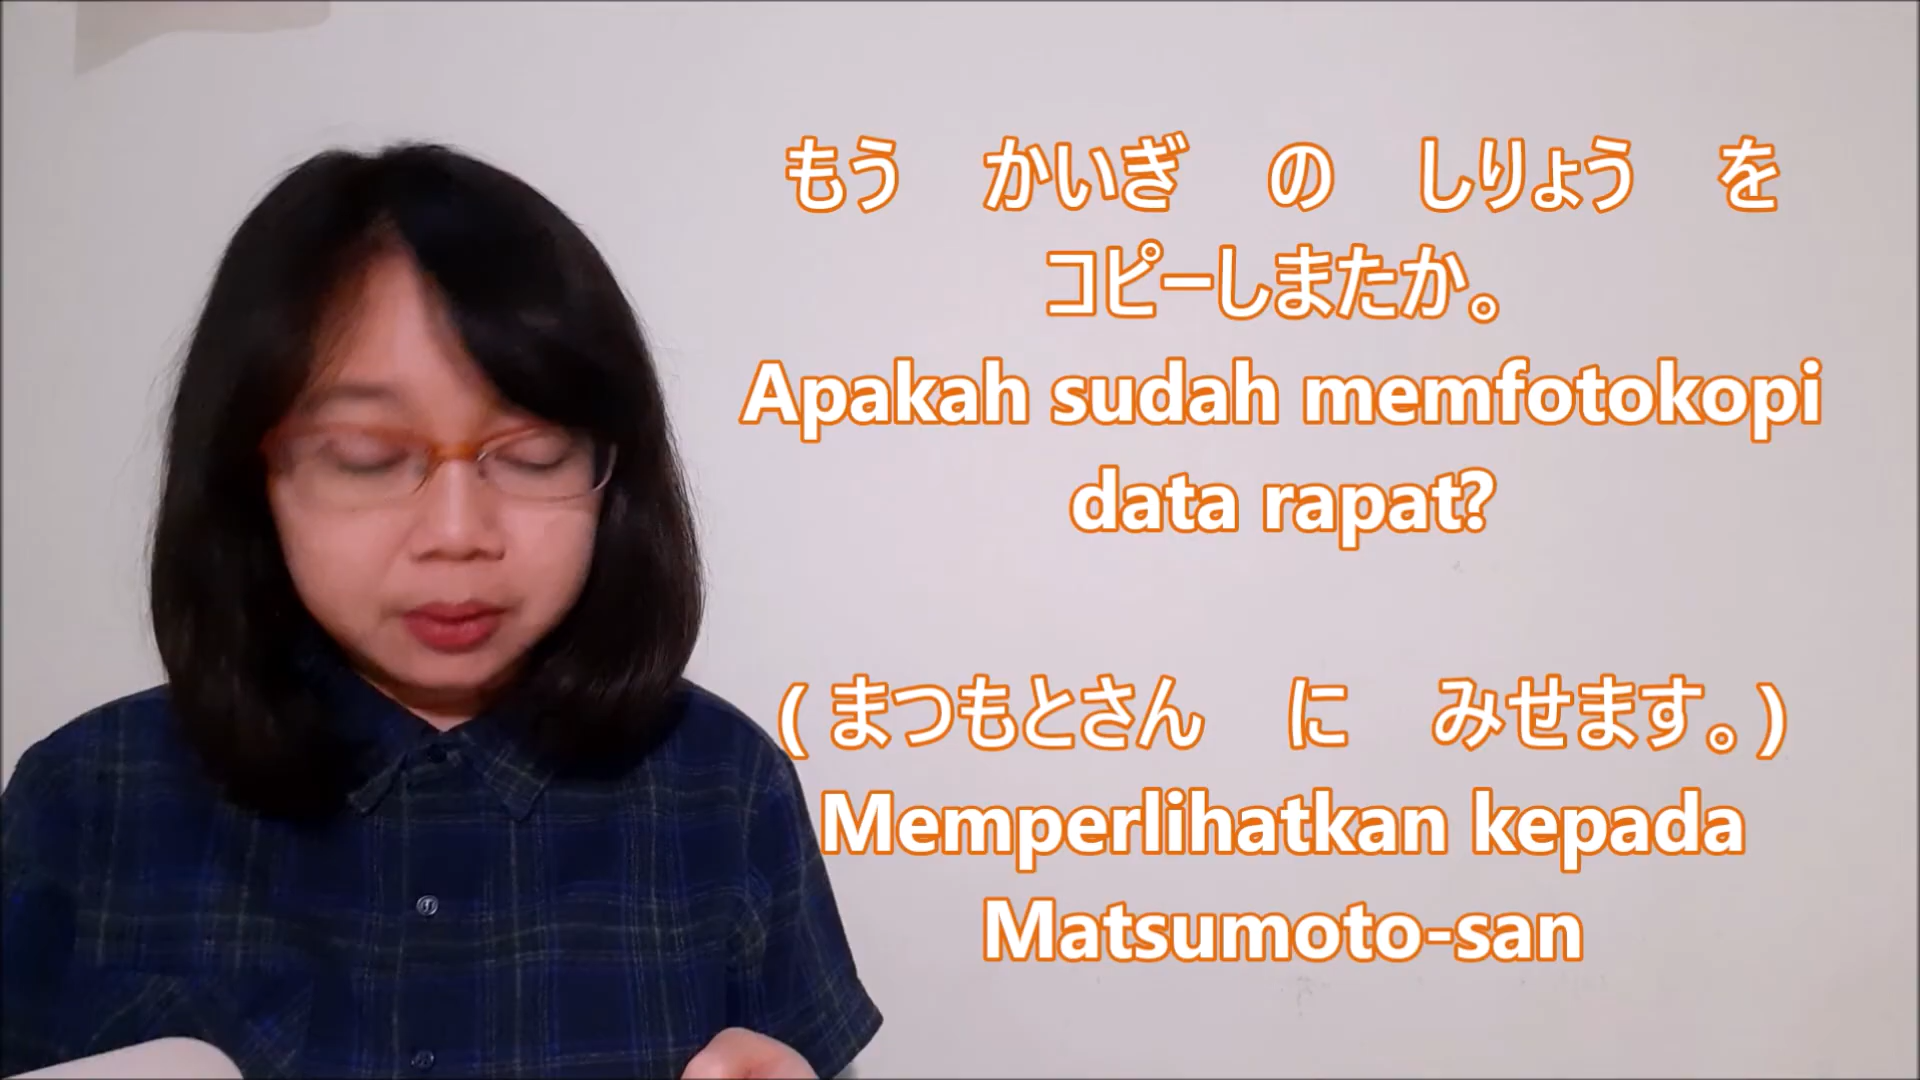 もう　かいぎ　の　しりょう　を
コピーしまたか。
Apakah sudah memfotokopi
data rapat?
( まつもとさん　に　みせます。)
Memperlihatkan kepada
Matsumoto-san